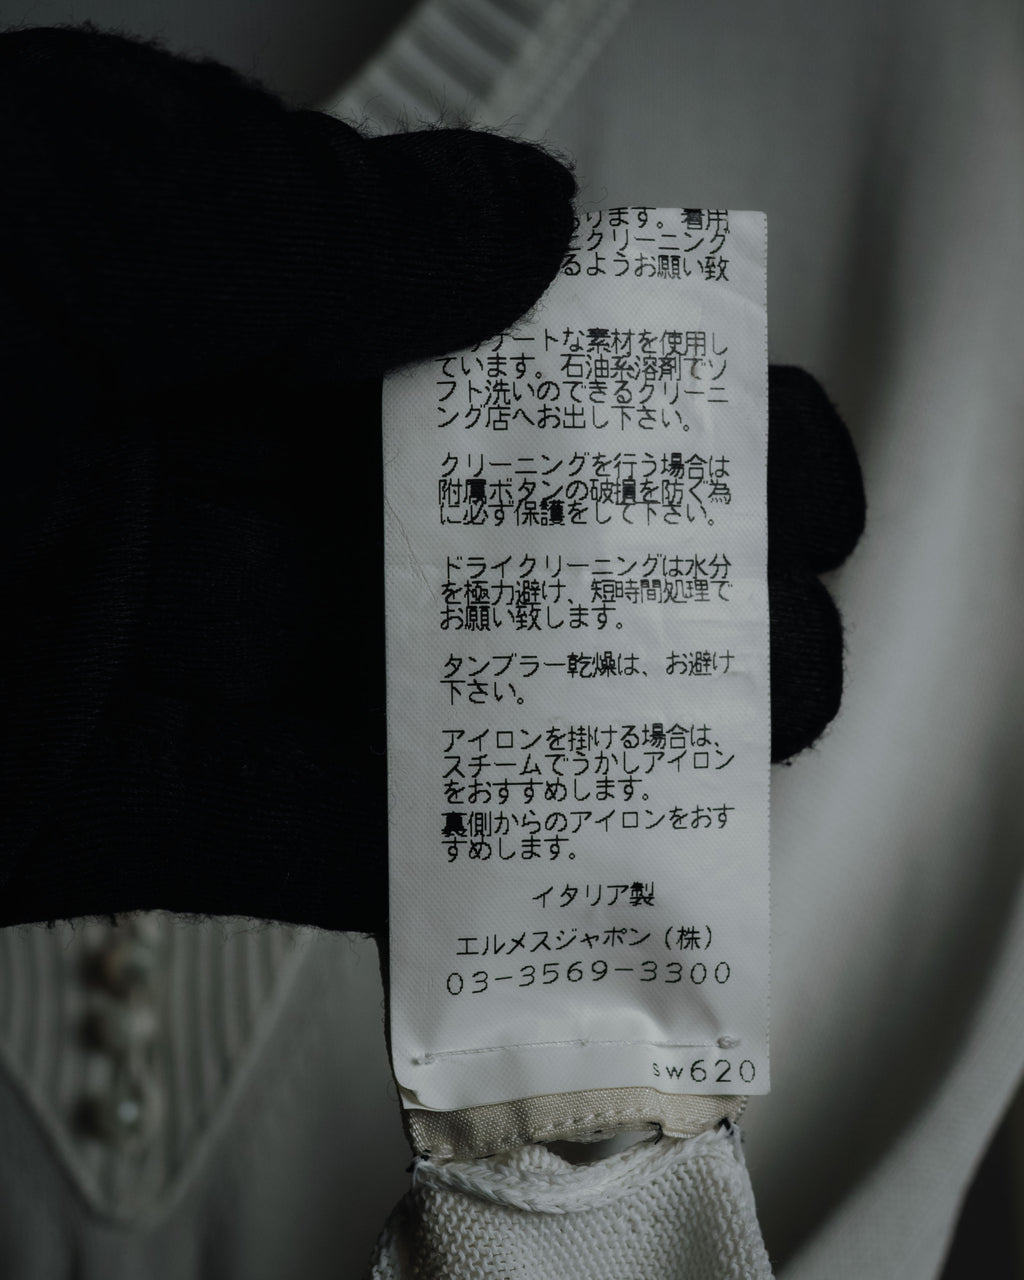 ります。着用
クリーニング
るようお願い致
ートな素材を使用し
ています。石油系溶剤でソ
フト洗いのできるクリーニ
ング店へお出し下さい。
クリーニングを行う場合は
附属ボタンの破損を防ぐ為
に必ず保護をして下さい。
ドライクリーニングは水分
を極力避け、短時間処理で
お願い致します。
タンブラー乾燥は、お避け
下さい。
アイロンを掛ける場合は、
スチームでうかしアイロン
をおすすめします。
裏側からのアイロンをおす
すめします。
イタリア製
エルメスジャポン（株）
03-3569-3300
sw620